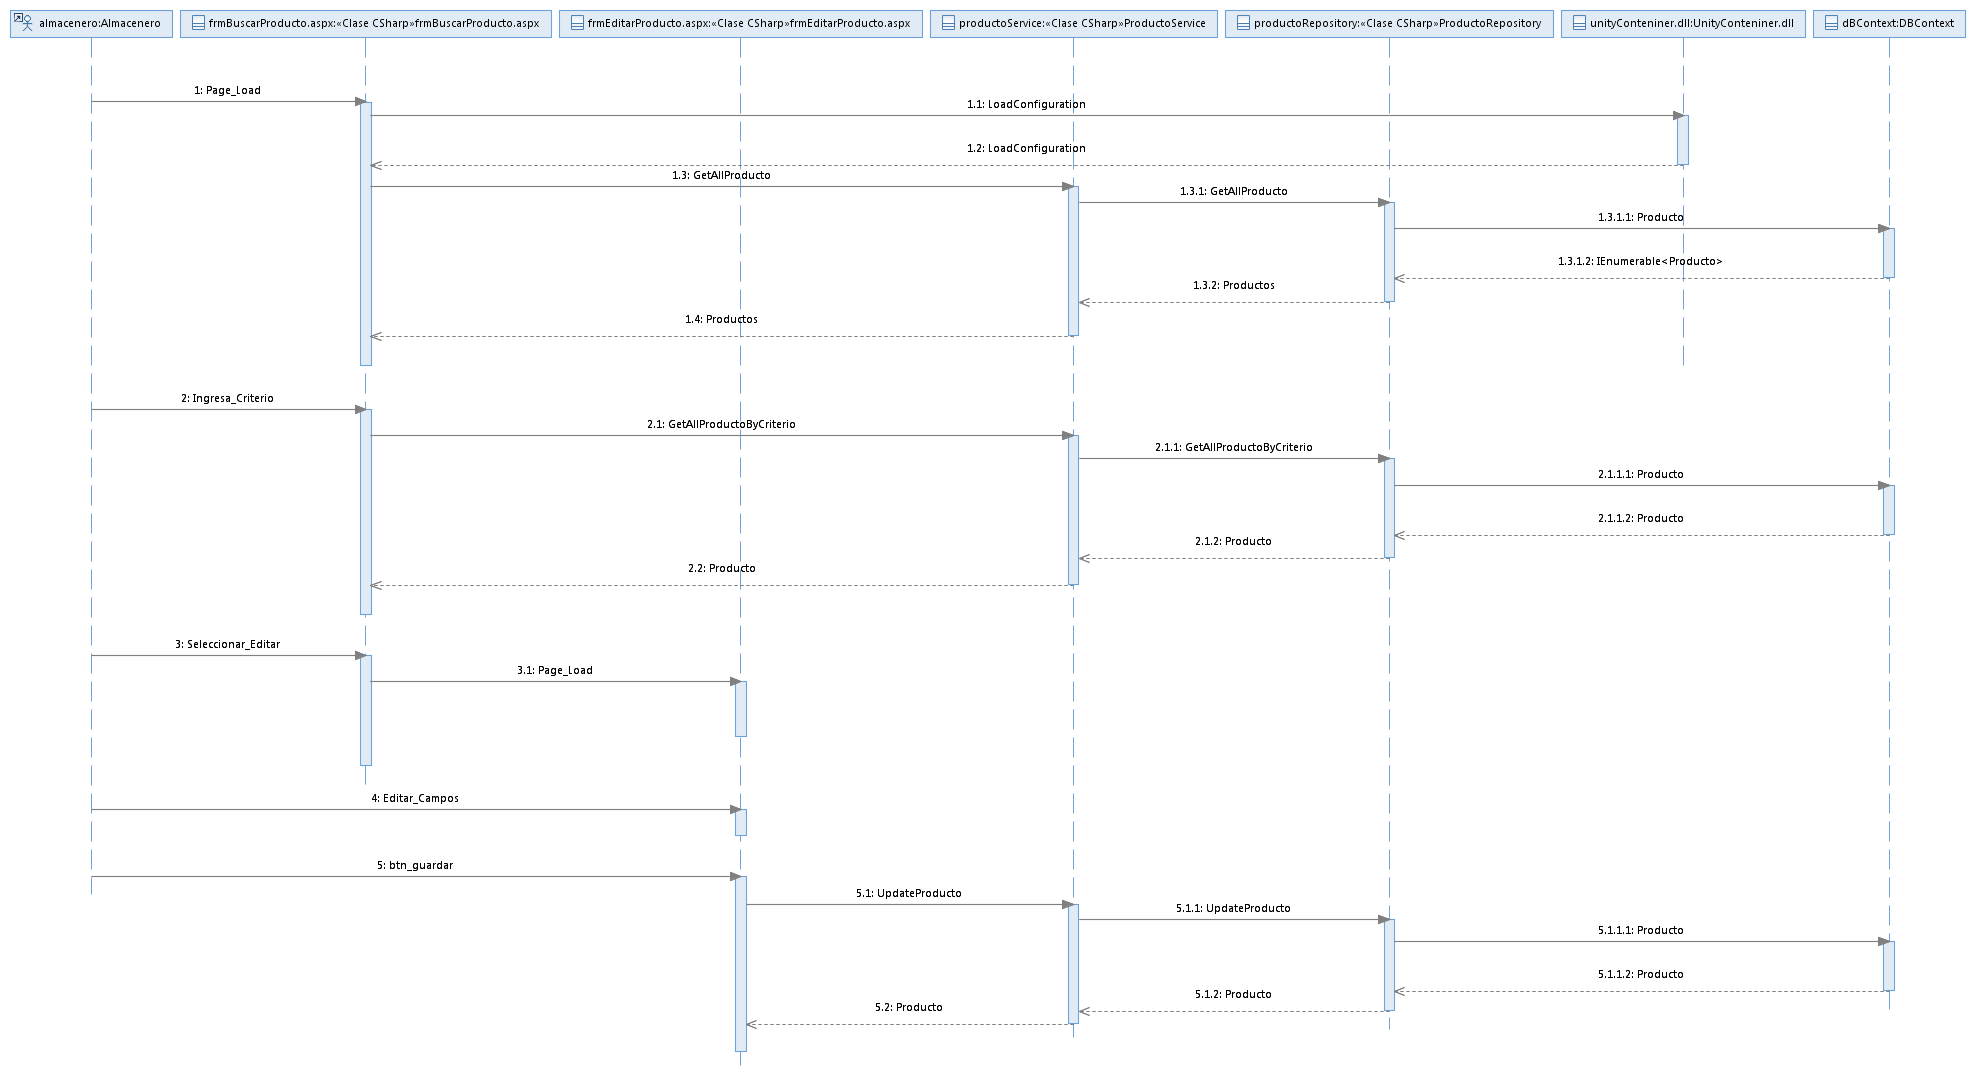 almacenero:Almacenero
frmBuscarProducto.aspx:«Clase CSharp»frmBuscarProducto.aspx
frmEditarProducto.aspx:«Clase CSharp»frmEditarProducto.aspx
productoService:«Clase CSharp»ProductoService
productoRepository:«Clase CSharp»ProductoRepository
unityConteniner.dll:UnityConteniner.dll
dBContext:DBContext
1: Page_Load
1.1: LoadConfiguration
1.2: LoadConfiguration
1.3: GetAllProducto
1.3.1: GetAllProducto
1.3.1.1: Producto
1.3.1.2: IEnumerable<Producto>
1.3.2: Productos
1.4: Productos
2: Ingresa_Criterio
2.1: GetAllProductoByCriterio
2.1.1: GetAllProductoByCriterio
2.1.1.1: Producto
2.1.1.2: Producto
2.1.2: Producto
2.2: Producto
3: Seleccionar_Editar
3.1: Page_Load
4: Editar_Campos
5: btn_guardar
5.1: UpdateProducto
5.1.1: UpdateProducto
5.1.1.1: Producto
5.1.1.2: Producto
5.1.2: Producto
5.2: Producto